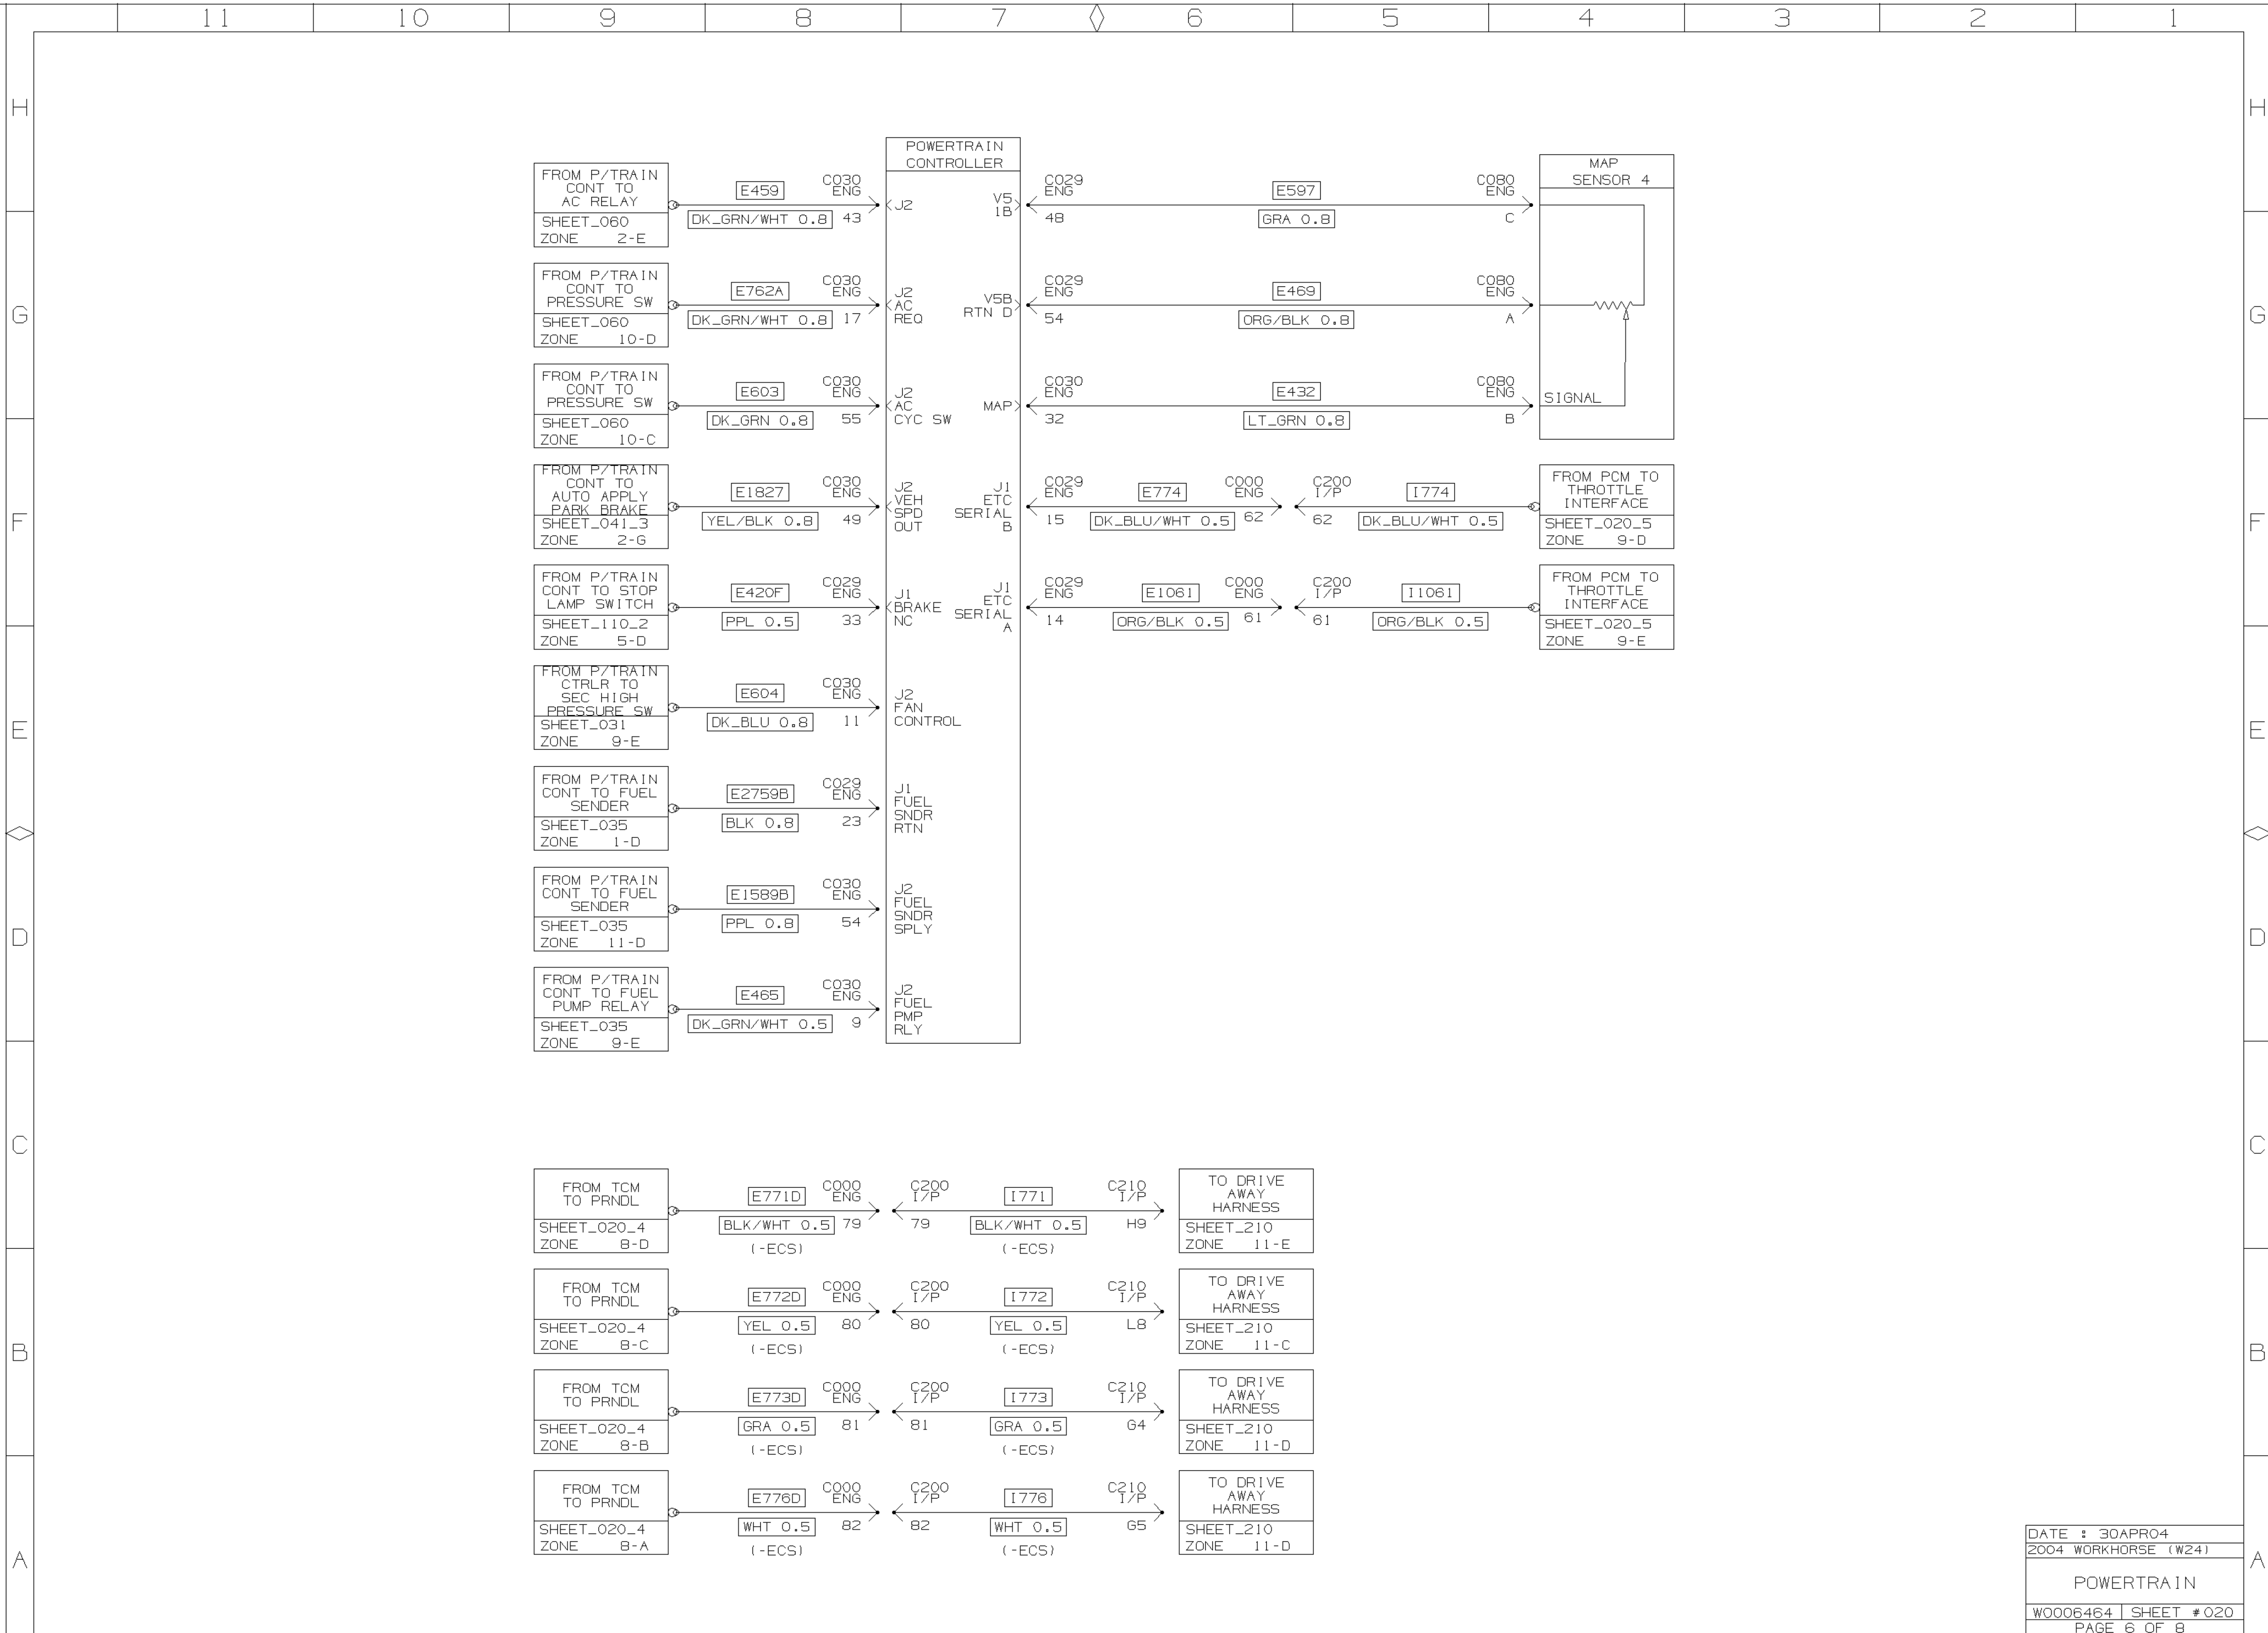 11 10 9 8 7 6 5 4 3 2 1
H H
G G
F F
E E
D D
C C
B B
A A
POWERTRAIN
CONTROLLER
FROM P/TRAIN
CONT TO
AC RELAY
SHEET_060
ZONE 2-E
E459
DK_GRN/WHT 0.8
C030
ENG
43
J2
V5
1B
C029
ENG
48
E597
GRA 0.8
C080
ENG
C
MAP
SENSOR 4
FROM P/TRAIN
CONT TO
PRESSURE SW
SHEET_060
ZONE 10-D
E762A
DK_GRN/WHT 0.8
C030
ENG
17
J2
AC
REQ
V5B
RTN D
C029
ENG
54
E469
ORG/BLK 0.8
C080
ENG
A
FROM P/TRAIN
CONT TO
PRESSURE SW
SHEET_060
ZONE 10-C
E603
DK_GRN 0.8
C030
ENG
55
J2
AC
CYC SW
MAP
C030
ENG
32
E432
LT_GRN 0.8
C080
ENG
B
SIGNAL
FROM P/TRAIN
CONT TO
AUTO APPLY
PARK BRAKE
SHEET_041_3
ZONE 2-G
E1827
YEL/BLK 0.8
C030
ENG
49
J2
VEH
SPD
OUT
J1
ETC
SERIAL
B
C029
ENG
15
E774
DK_BLU/WHT 0.5
C000
ENG
62
C200
I/P
62
I774
DK_BLU/WHT 0.5
FROM PCM TO
THROTTLE
INTERFACE
SHEET_020_5
ZONE 9-D
FROM P/TRAIN
CONT TO STOP
LAMP SWITCH
SHEET_110_2
ZONE 5-D
E420F
PPL 0.5
C029
ENG
33
J1
BRAKE
NC
J1
ETC
SERIAL
A
C029
ENG
14
E1061
ORG/BLK 0.5
C000
ENG
61
C200
I/P
61
I1061
ORG/BLK 0.5
FROM PCM TO
THROTTLE
INTERFACE
SHEET_020_5
ZONE 9-E
FROM P/TRAIN
CTRLR TO
SEC HIGH
PRESSURE SW
SHEET_031
ZONE 9-E
E604
DK_BLU 0.8
C030
ENG
11
J2
FAN
CONTROL
FROM P/TRAIN
CONT TO FUEL
SENDER
SHEET_035
ZONE 1-D
E2759B
BLK 0.8
C029
ENG
23
J1
FUEL
SNDR
RTN
FROM P/TRAIN
CONT TO FUEL
SENDER
SHEET_035
ZONE 11-D
E1589B
PPL 0.8
C030
ENG
54
J2
FUEL
SNDR
SPLY
FROM P/TRAIN
CONT TO FUEL
PUMP RELAY
SHEET_035
ZONE 9-E
E465
DK_GRN/WHT 0.5
C030
ENG
9
J2
FUEL
PMP
RLY
FROM TCM
TO PRNDL
SHEET_020_4
ZONE 8-D
E771D
BLK/WHT 0.5
(-ECS)
C000
ENG
79
C200
I/P
79
I771
BLK/WHT 0.5
(-ECS)
C210
I/P
H9
TO DRIVE
AWAY
HARNESS
SHEET_210
ZONE 11-E
FROM TCM
TO PRNDL
SHEET_020_4
ZONE 8-C
E772D
YEL 0.5
(-ECS)
C000
ENG
80
C200
I/P
80
I772
YEL 0.5
(-ECS)
C210
I/P
L8
TO DRIVE
AWAY
HARNESS
SHEET_210
ZONE 11-C
FROM TCM
TO PRNDL
SHEET_020_4
ZONE 8-B
E773D
GRA 0.5
(-ECS)
C000
ENG
81
C200
I/P
81
I773
GRA 0.5
(-ECS)
C210
I/P
G4
TO DRIVE
AWAY
HARNESS
SHEET_210
ZONE 11-D
FROM TCM
TO PRNDL
SHEET_020_4
ZONE 8-A
E776D
WHT 0.5
(-ECS)
C000
ENG
82
C200
I/P
82
I776
WHT 0.5
(-ECS)
C210
I/P
G5
TO DRIVE
AWAY
HARNESS
SHEET_210
ZONE 11-D
DATE : 30APR04
2004 WORKHORSE (W24)
POWERTRAIN
W0006464 SHEET #020
PAGE 6 OF 8